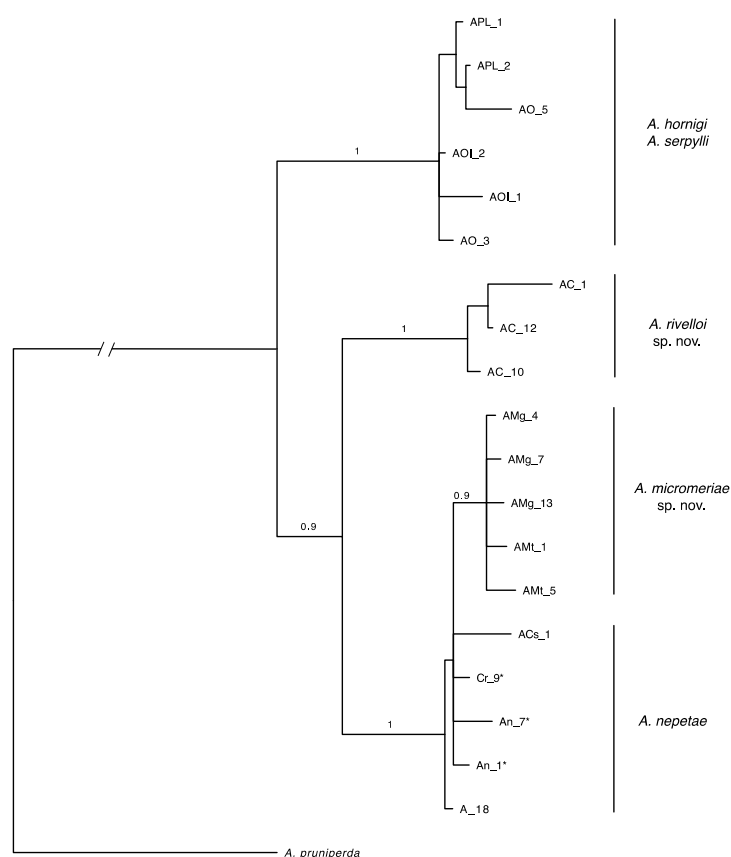 APL_1
APL_2
AO_5
A. hornigi
A. serpylli
1
AOI_2
AOI_1
AO_3
AC_1
1
AC_12
A. rivelloi
sp. nov.
AC_10
AMg_4
AMg_7
0.9
AMg_13
A. micromeriae
sp. nov.
0.9
AMt_1
AMt_5
ACs_1
Cr_9*
1
An_7*
A. nepetae
An_1*
A_18
A. pruniperda